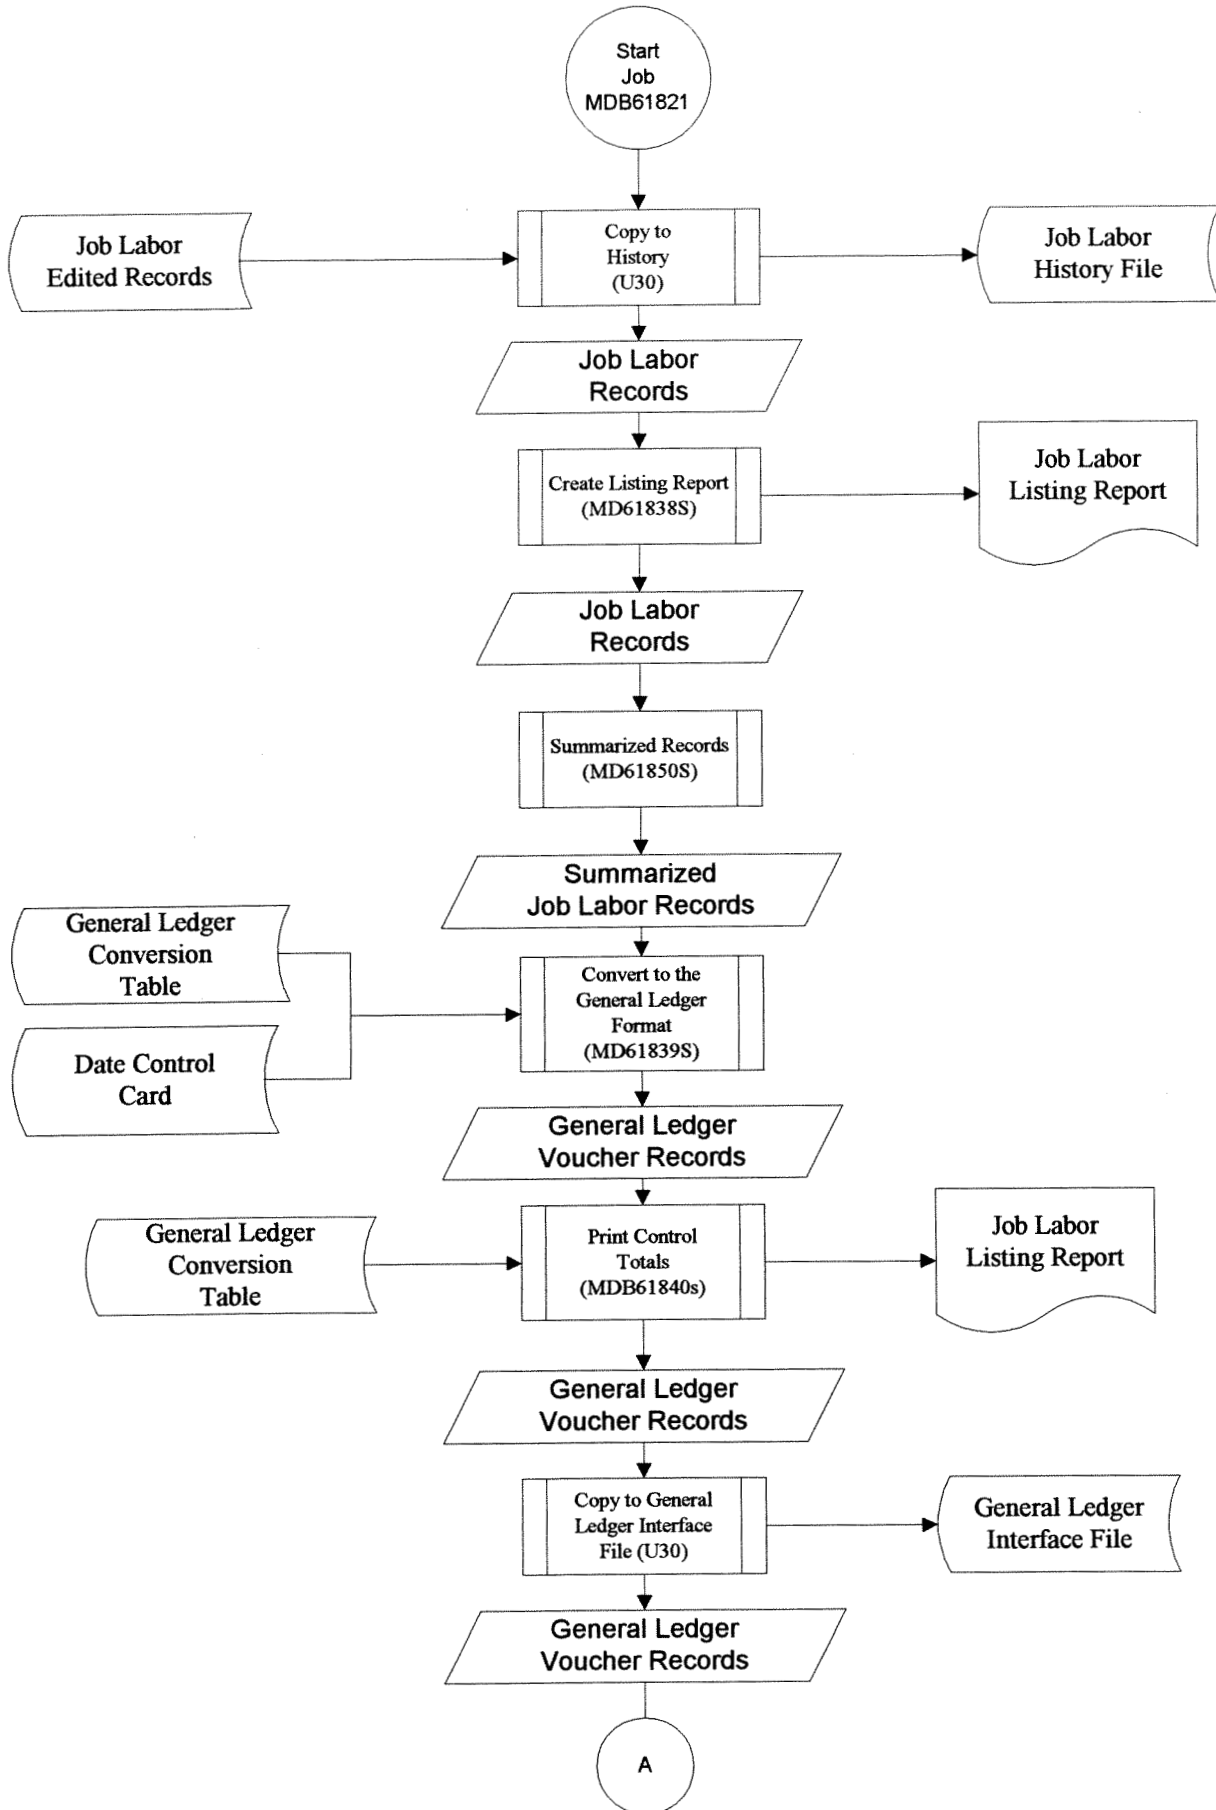 Start
Job
MDB61821
Job Labor
Edited Records
Copy to
History
(U30)
Job Labor
History File
Job Labor
Records
Create Listing Report
(MD61838S)
Job Labor
Listing Report
Job Labor
Records
Summarized Records
(MD61850S)
Summarized
Job Labor Records
General Ledger
Conversion
Table
Date Control
Card
Convert to the
General Ledger
Format
(MD61839S)
General Ledger
Voucher Records
General Ledger
Conversion
Table
Print Control
Totals
(MDB61840s)
Job Labor
Listing Report
General Ledger
Voucher Records
Copy to General
Ledger Interface
File (U30)
General Ledger
Interface File
General Ledger
Voucher Records
A